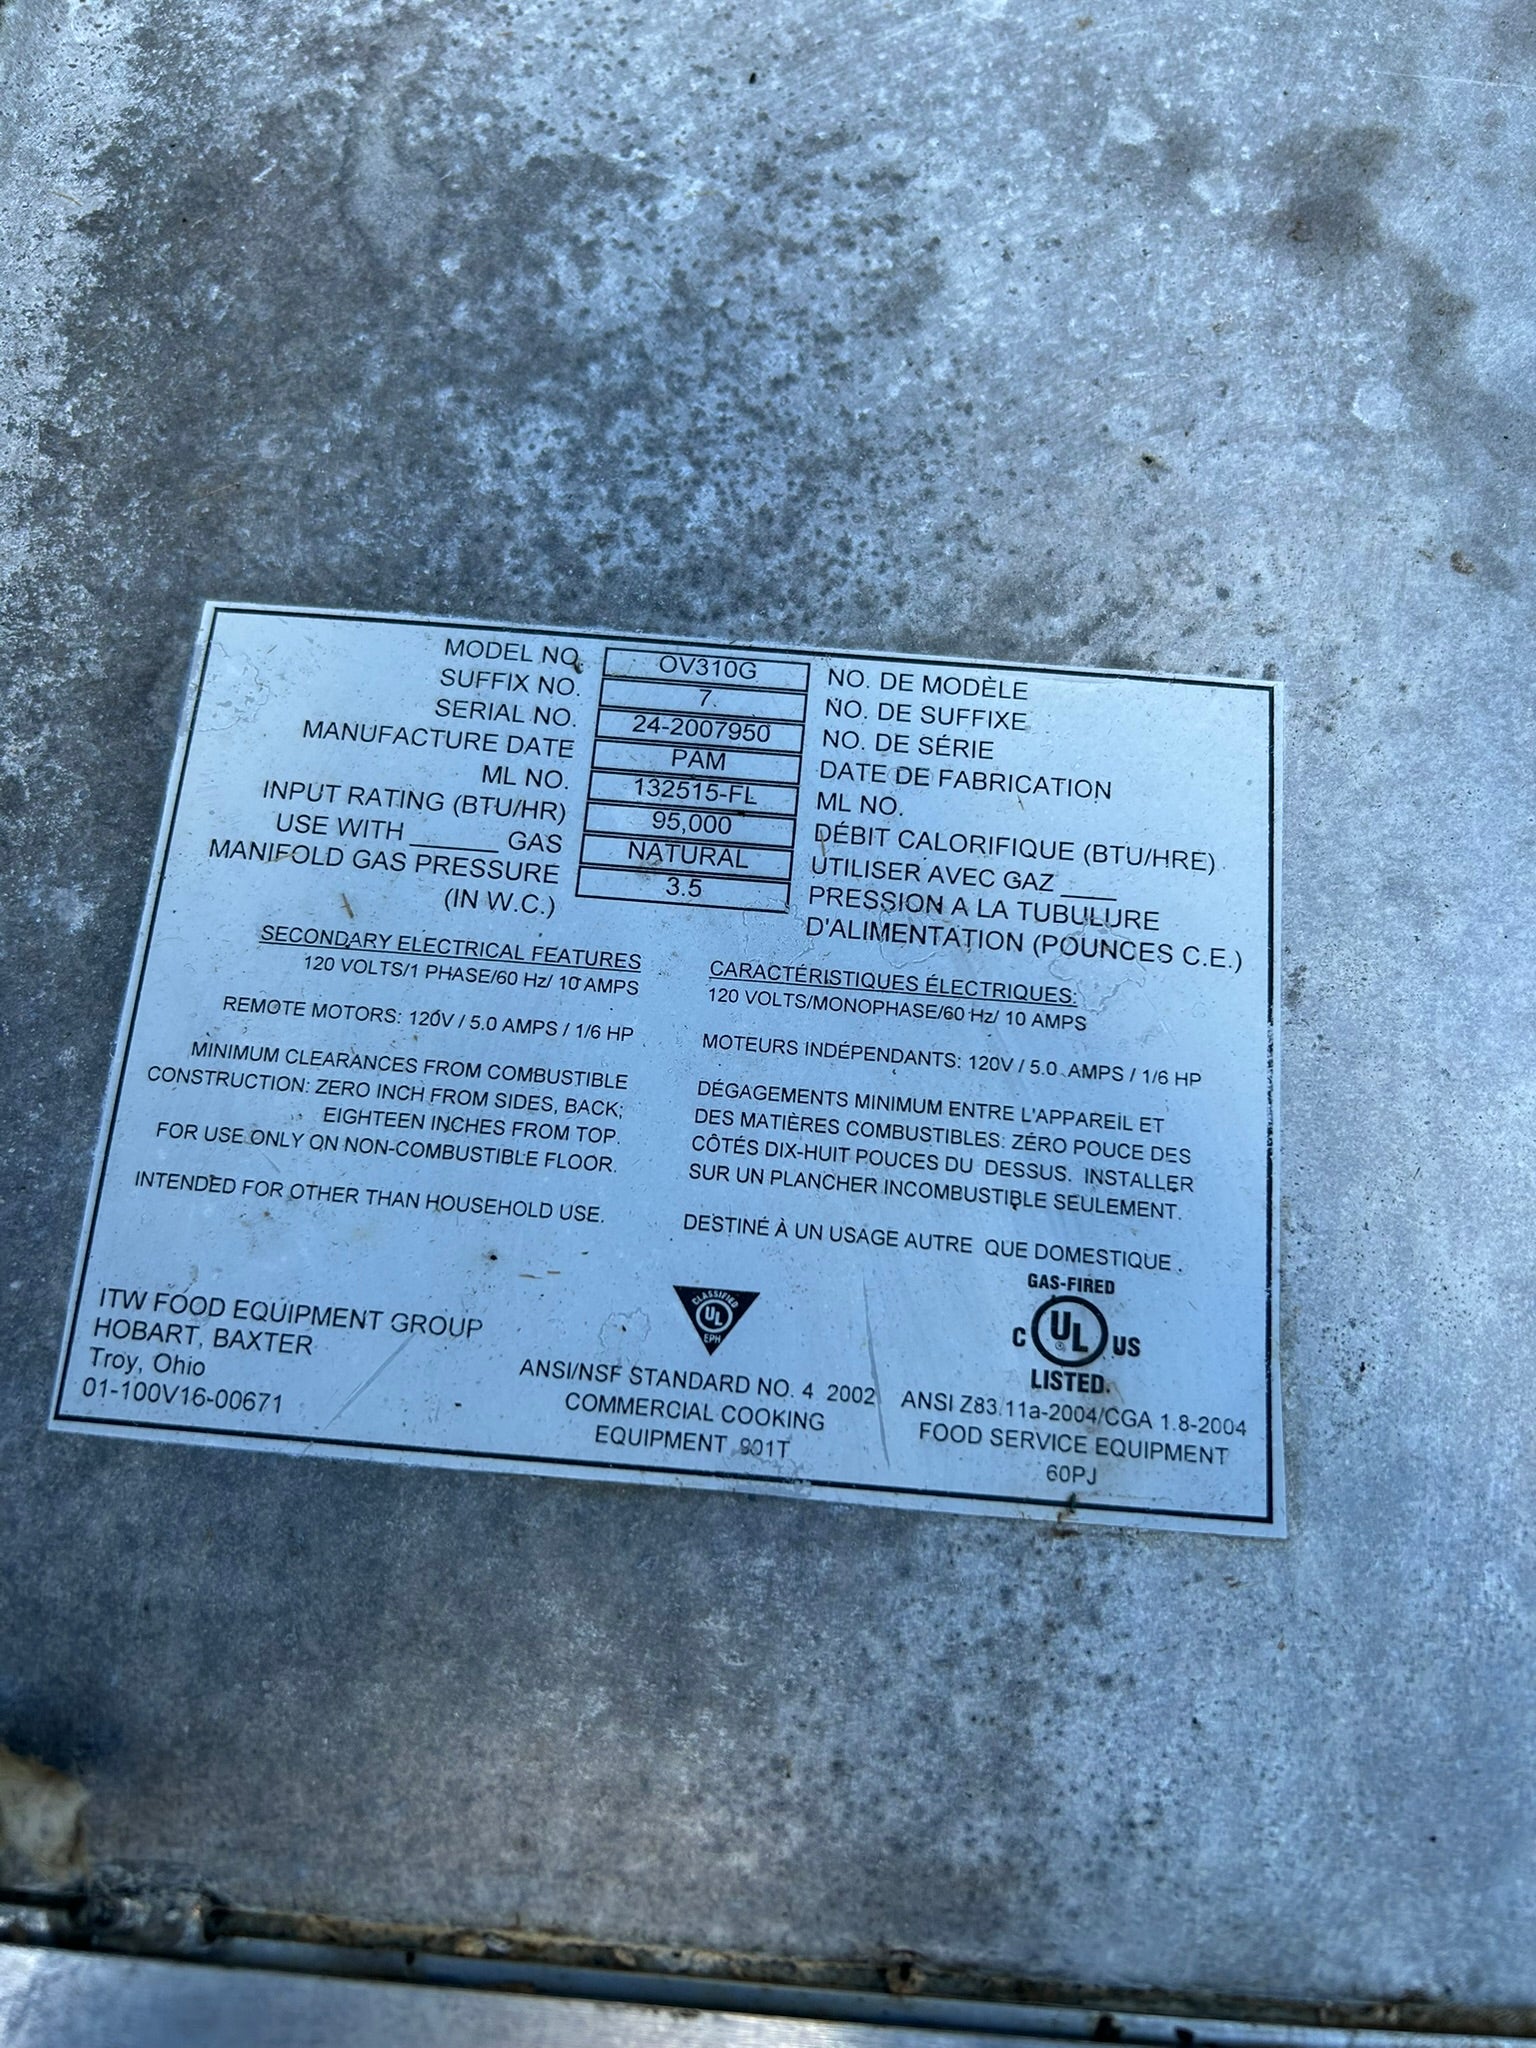 MODEL NO. OV310G NO. DE MODÈLE
SUFFIX NO. 7 NO. DE SUFFIXE
SERIAL NO. 24-2007950 NO. DE SÉRIE
MANUFACTURE DATE PAM DATE DE FABRICATION
ML NO. 132515-FL ML NO.
INPUT RATING (BTU/HR) 95,000 DÉBIT CALORIFIQUE (BTU/HRE)
USE WITH ______ GAS NATURAL UTILISER AVEC GAZ ____
MANIFOLD GAS PRESSURE 3.5 PRESSION A LA TUBULURE
(IN W.C.) D'ALIMENTATION (POUNCES C.E.)
SECONDARY ELECTRICAL FEATURES
120 VOLTS/1 PHASE/60 Hz/ 10 AMPS
REMOTE MOTORS: 120V / 5.0 AMPS / 1/6 HP
MINIMUM CLEARANCES FROM COMBUSTIBLE
CONSTRUCTION: ZERO INCH FROM SIDES, BACK;
EIGHTEEN INCHES FROM TOP.
FOR USE ONLY ON NON-COMBUSTIBLE FLOOR.
INTENDED FOR OTHER THAN HOUSEHOLD USE.
CARACTÉRISTIQUES ÉLECTRIQUES:
120 VOLTS/MONOPHASE/60 Hz/ 10 AMPS
MOTEURS INDÉPENDANTS: 120V / 5.0 AMPS / 1/6 HP
DÉGAGEMENTS MINIMUM ENTRE L'APPAREIL ET
DES MATIÈRES COMBUSTIBLES: ZÉRO POUCE DES
CÔTÉS DIX-HUIT POUCES DU DESSUS. INSTALLER
SUR UN PLANCHER INCOMBUSTIBLE SEULEMENT.
DESTINÉ À UN USAGE AUTRE QUE DOMESTIQUE.
ITW FOOD EQUIPMENT GROUP
HOBART, BAXTER
Troy, Ohio
01-100V16-00671
CLASSIFIED
UL
EPH
ANSI/NSF STANDARD NO. 4 2002
COMMERCIAL COOKING
EQUIPMENT 901T
GAS-FIRED
C UL ® US
LISTED.
ANSI Z83.11a-2004/CGA 1.8-2004
FOOD SERVICE EQUIPMENT
60PJ